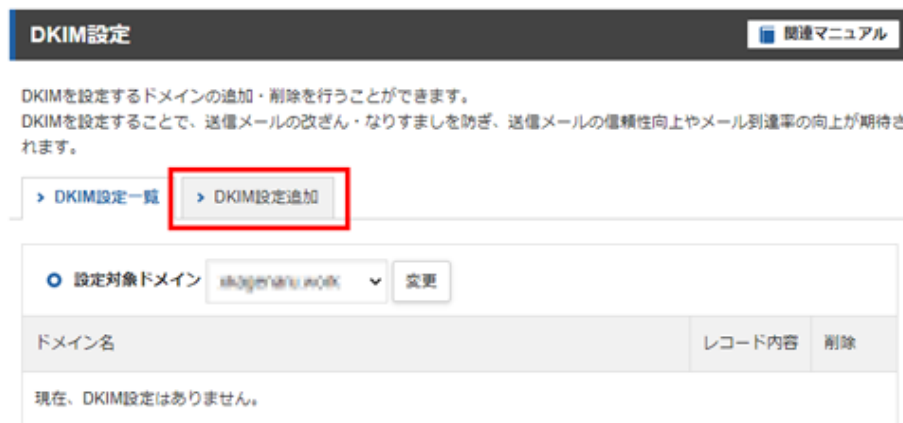 DKIM設定
関連マニュアル
DKIMを設定するドメインの追加・削除を行うことができます。
DKIMを設定することで、送信メールの改ざん・なりすましを防ぎ、送信メールの信頼性向上やメール到達率の向上が期待さ
れます。
DKIM設定一覧
DKIM設定追加
設定対象ドメイン
変更
ドメイン名
レコード内容
削除
現在、DKIM設定はありません。